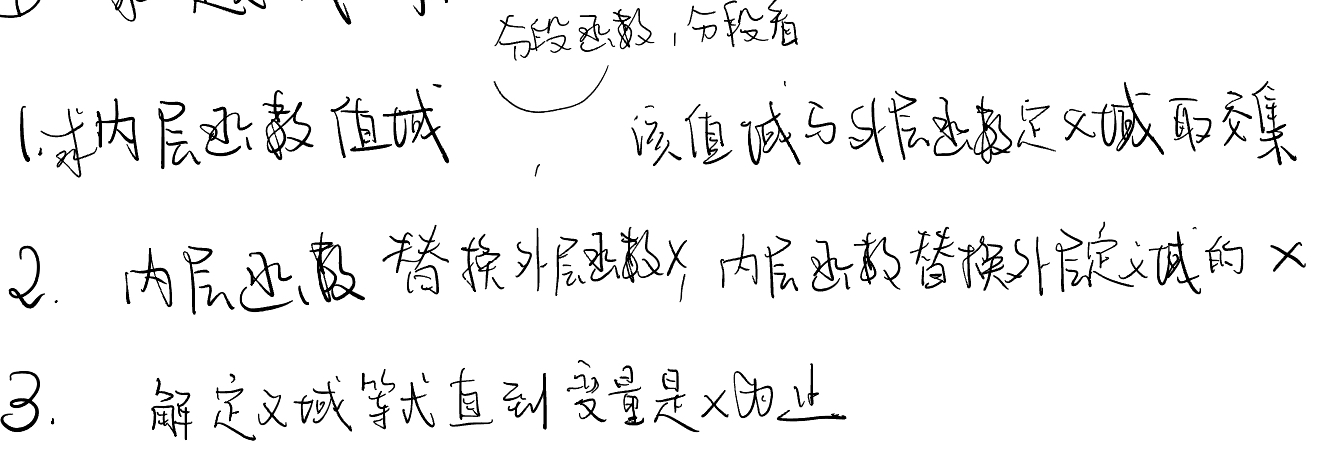 分段函数，分段看
1.求内层函数值域 , 该值域与外层函数定义域取交集
2. 内层函数替换外层函数x, 内层函数替换外层定义域的x
3. 解定义域等式直到变量是x为止